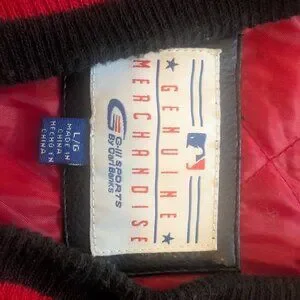 ★ GENUINE ★
MERCHANDISE
G-III SPORTS
By Carl Banks
L/G
MADE IN
CHINA
HECHO EN
CHINA